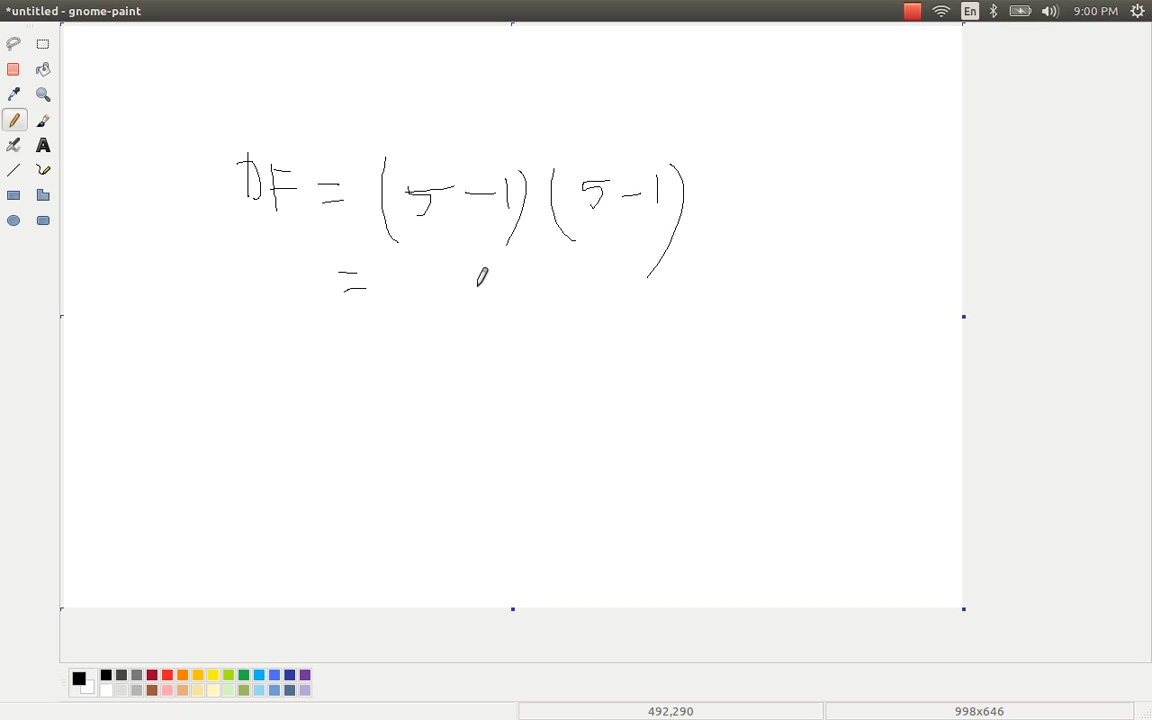 *untitled - gnome-paint
En
9:00 PM
DF = (5-1)(5-1)
=
A
492,290
998x646